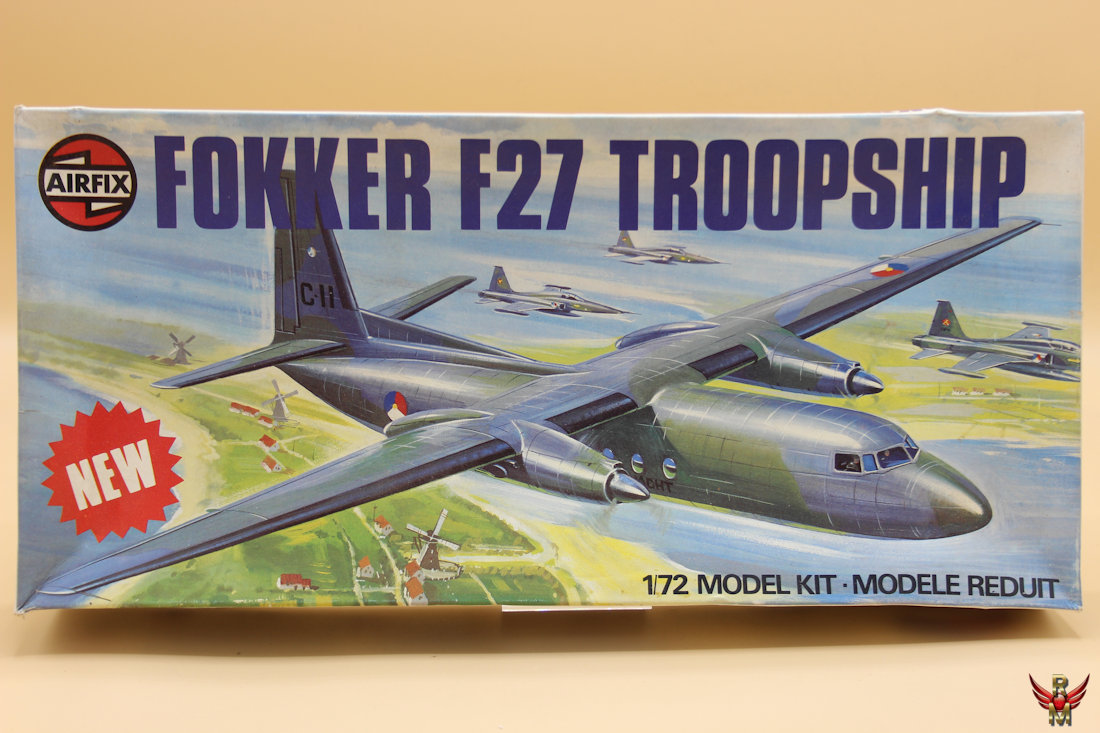 FOKKER F27 TROOPSHIP
AIRFIX
C-11
NEW
1/72 MODEL KIT · MODELE REDUIT
R
M